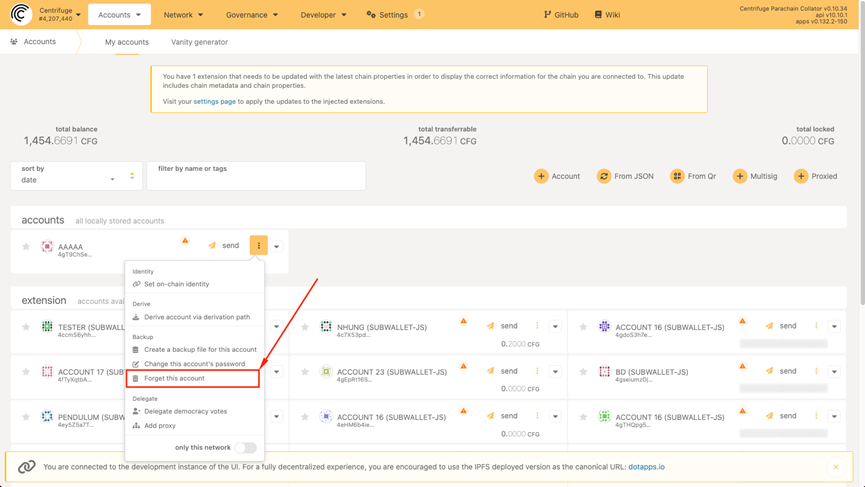 Centrifuge
#4,207,440
Accounts
Network
Governance
Developer
Settings
1
GitHub
Wiki
Centrifuge Parachain Collator v0.10.34
api v10.10.1
apps v0.132.2-150
Accounts
My accounts
Vanity generator
You have 1 extension that needs to be updated with the latest chain properties in order to display the correct information for the chain you are connected to. This update
includes chain metadata and chain properties.
Visit your settings page to apply the updates to the injected extensions.
total balance
1,454.6691 CFG
total transferrable
1,454.6691 CFG
total locked
0.0000 CFG
sort by
date
filter by name or tags
Account
From JSON
From Qr
Multisig
Proxied
accounts
all locally stored accounts
AAAAA
4gT9ChSe...
send
Identity
Set on-chain identity
Derive
Derive account via derivation path
Backup
Create a backup file for this account
Change this account's password
Forget this account
Delegate
Delegate democracy votes
Add proxy
only this network
extension
accounts avai
TESTER (SUBWALLET-JS)
4ccm56yhh...
NHUNG (SUBWALLET-JS)
4c7X53pd...
send
0.2000 CFG
ACCOUNT 16 (SUBWALLET-JS)
send
ACCOUNT 17 (SUB
ACCOUNT 23 (SUBWALLET-JS)
4gEpRt16S...
send
0.0000 CFG
BD (SUBWALLET-JS)
send
PENDULUM (SUBW
4ey5Z5a7T...
ACCOUNT 16 (SUBWALLET-JS)
4eHM6b4ie...
send
0.0000 CFG
ACCOUNT 16 (SUBWALLET-JS)
4gTHQpg5...
send
You are connected to the development instance of the UI. For a fully decentralized experience, you are encouraged to use the IPFS deployed version as the canonical URL: dotapps.io